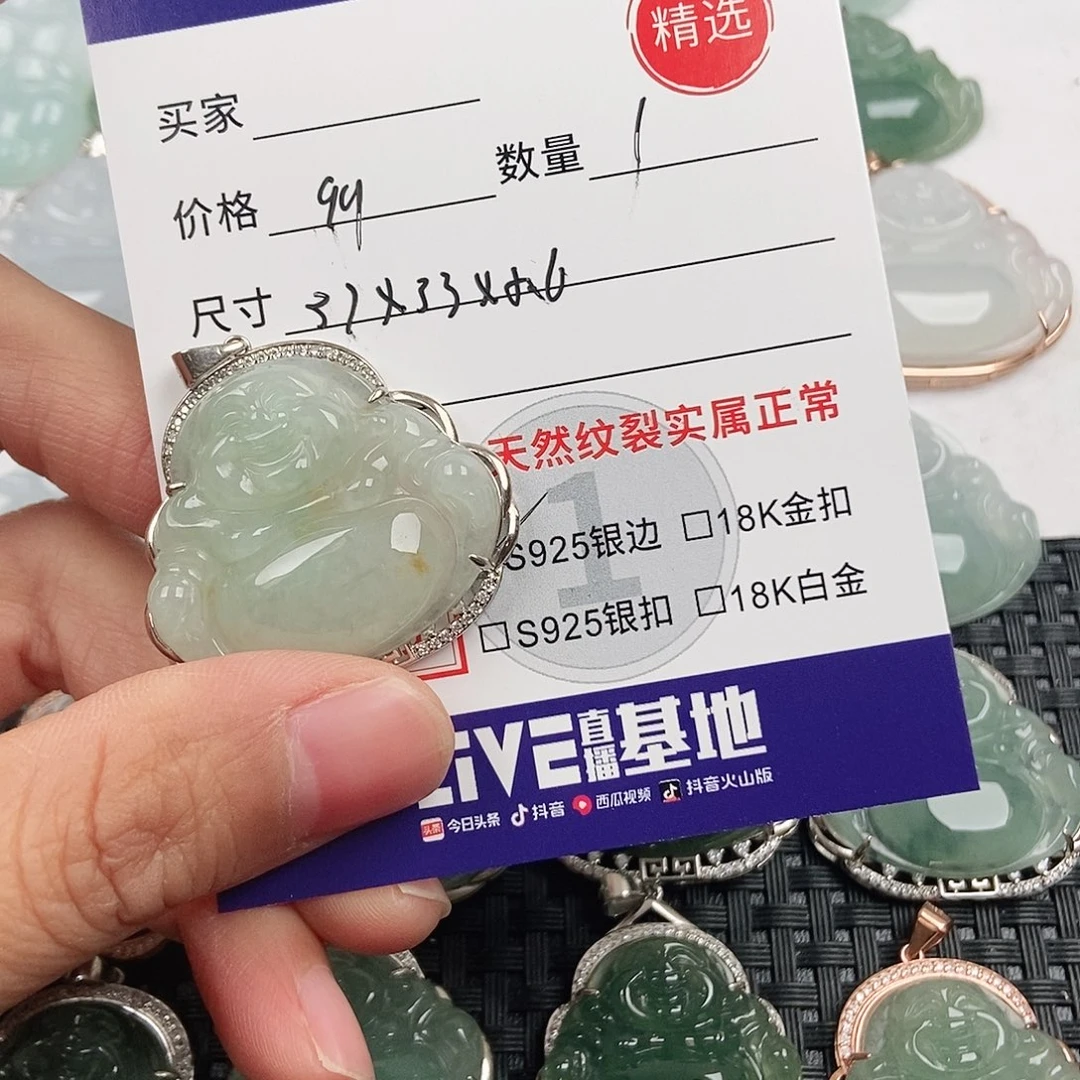 精选
买家
价格 99 数量 1
尺寸 37x33x6.6
天然纹裂实属正常
S925银边 □18K金扣
□S925银扣 □18K白金
LiVE直播基地
头条 今日头条 抖音 西瓜视频 抖音火山版